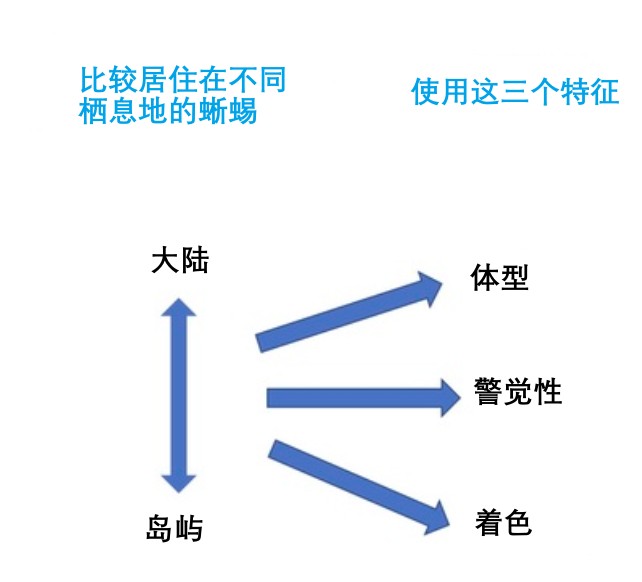 比较居住在不同
栖息地的蜥蜴
使用这三个特征
大陆
体型
警觉性
岛屿
着色